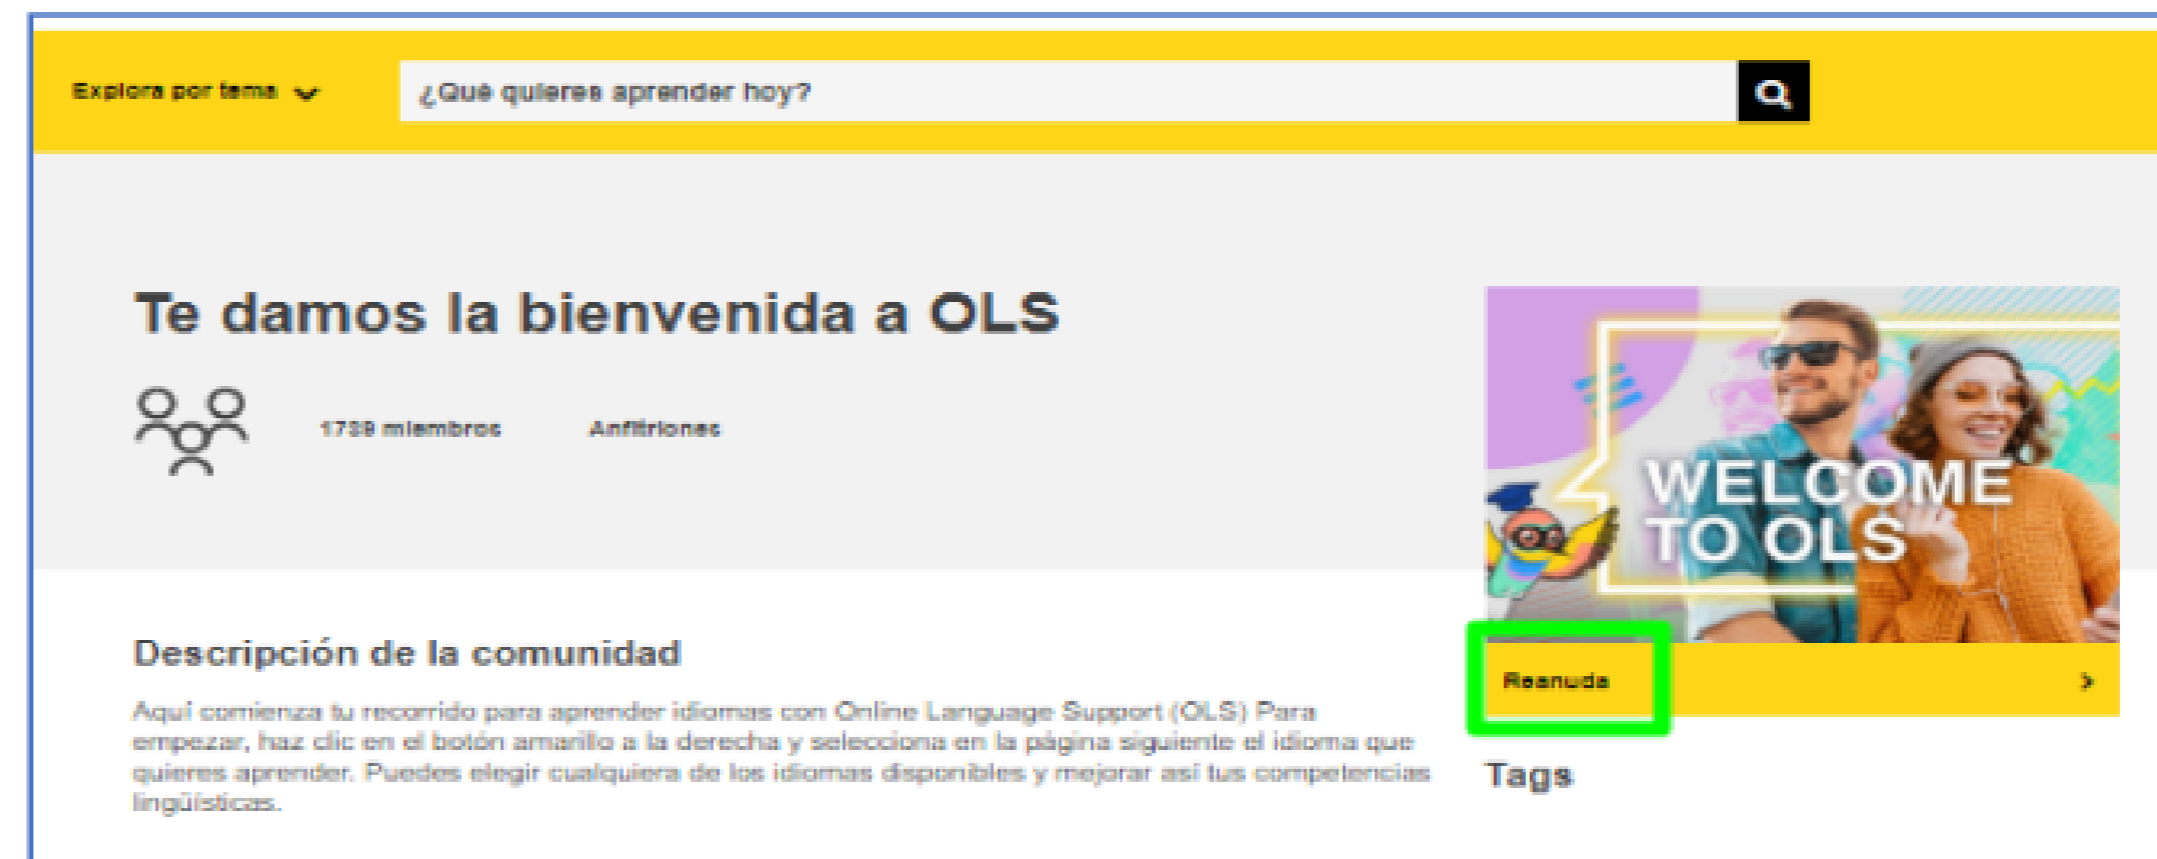 Explora por tema
¿Qué quieres aprender hoy?
Te damos la bienvenida a OLS
miembros Anfitriones
WELCOME
TO OLS
Descripción de la comunidad
Reanuda
Aquí comienza tu recorrido para aprender idiomas con Online Language Support (OLS) Para
empezar, haz clic en el botón amarillo a la derecha y selecciona en la página siguiente el idioma que
quieres aprender. Puedes elegir cualquiera de los idiomas disponibles y mejorar así tus competencias
lingüísticas.
Tags